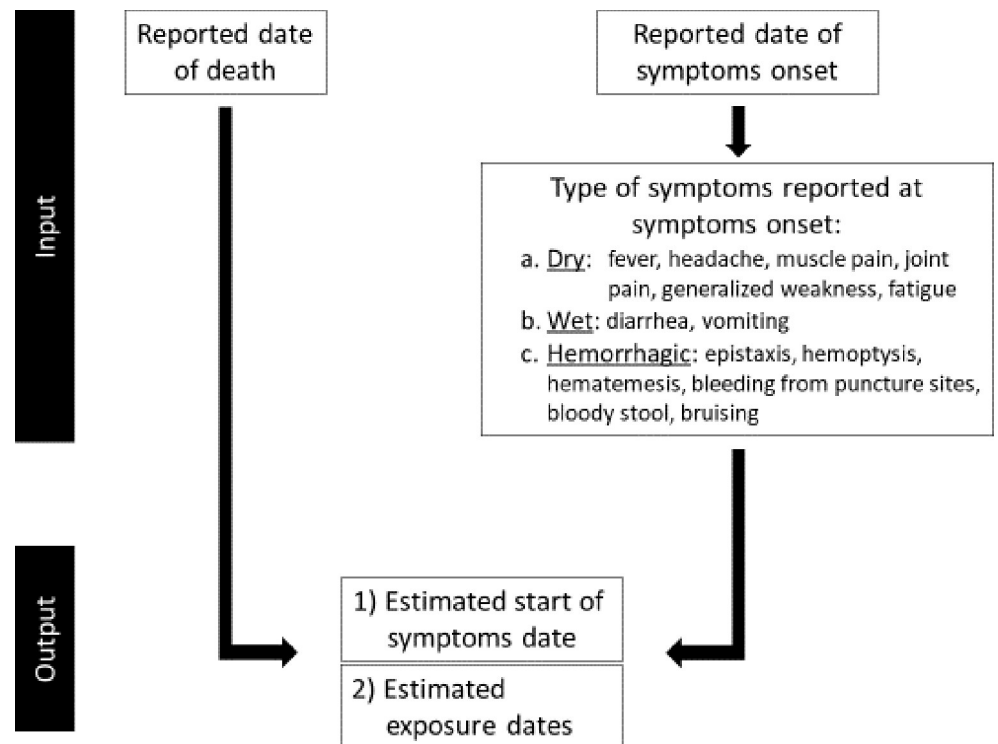 Input
Reported date
of death
Reported date of
symptoms onset
Type of symptoms reported at
symptoms onset:
a. Dry: fever, headache, muscle pain, joint
pain, generalized weakness, fatigue
b. Wet: diarrhea, vomiting
c. Hemorrhagic: epistaxis, hemoptysis,
hematemesis, bleeding from puncture sites,
bloody stool, bruising
Output
1) Estimated start of
symptoms date
2) Estimated
exposure dates